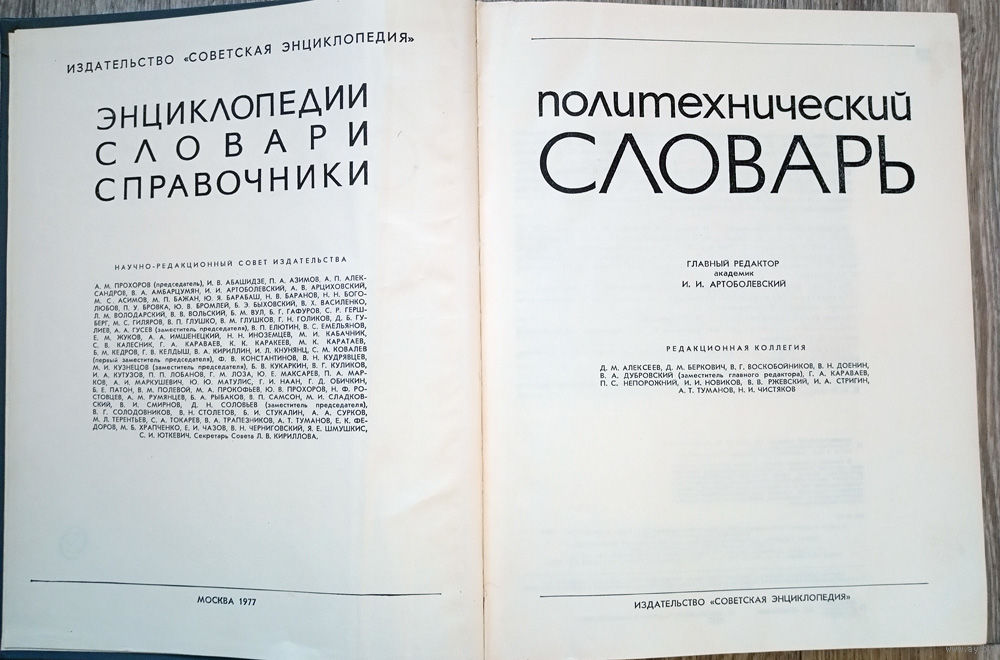 ИЗДАТЕЛЬСТВО «СОВЕТСКАЯ ЭНЦИКЛОПЕДИЯ»
ЭНЦИКЛОПЕДИИ
СЛОВАРИ
СПРАВОЧНИКИ
НАУЧНО-РЕДАКЦИОННЫЙ СОВЕТ ИЗДАТЕЛЬСТВА
А. М. ПРОХОРОВ (председатель), И. В. АБАШИДЗЕ, П. А. АЗИМОВ, А. П. АЛЕК-
САНДРОВ, В. А. АМБАРЦУМЯН, И. И. АРТОБОЛЕВСКИЙ, А. В. АРЦИХОВСКИЙ,
М. С. АСИМОВ, М. П. БАЖАН, Ю. Я. БАРАБАШ, Н. В. БАРАНОВ, Н. Н. БОГО-
ЛЮБОВ, П. У. БРОВКА, Ю. В. БРОМЛЕЙ, Б. Э. БЫХОВСКИЙ, В. Х. ВАСИЛЕНКО,
Л. М. ВОЛОДАРСКИЙ, В. В. ВОЛЬСКИЙ, Б. М. ВУЛ, Б. Г. ГАФУРОВ, С. Р. ГЕРШ-
БЕРГ, М. С. ГИЛЯРОВ, В. П. ГЛУШКО, В. М. ГЛУШКОВ, Г. Н. ГОЛИКОВ, Д. Б. ГУ-
ЛИЕВ, А. А. ГУСЕВ (заместитель председателя), В. П. ЕЛЮТИН, В. С. ЕМЕЛЬЯНОВ,
Е. М. ЖУКОВ, А. А. ИМШЕНЕЦКИЙ, Н. Н. ИНОЗЕМЦЕВ, М. И. КАБАЧНИК,
С. В. КАЛЕСНИК, Г. А. КАРАВАЕВ, К. К. КАРАКЕЕВ, М. К. КАРАТАЕВ,
Б. М. КЕДРОВ, Г. В. КЕЛДЫШ, В. А. КИРИЛЛИН, И. Л. КНУНЯНЦ, С. М. КОВАЛЕВ
(первый заместитель председателя), Ф. В. КОНСТАНТИНОВ, В. Н. КУДРЯВЦЕВ,
М. И. КУЗНЕЦОВ (заместитель председателя), Б. В. КУКАРКИН, В. Г. КУЛИКОВ,
И. А. КУТУЗОВ, П. П. ЛОБАНОВ, Г. М. ЛОЗА, Ю. Е. МАКСАРЕВ, П. А. МАР-
КОВ, А. И. МАРКУШЕВИЧ, Ю. Ю. МАТУЛИС, Г. И. НААН, Г. Д. ОБИЧКИН,
Б. Е. ПАТОН, В. М. ПОЛЕВОЙ, М. А. ПРОКОФЬЕВ, Ю. В. ПРОХОРОВ, Н. Ф. РО-
СТОВЦЕВ, А. М. РУМЯНЦЕВ, Б. А. РЫБАКОВ, В. П. САМСОН, М. И. СЛАДКОВ-
СКИЙ, В. И. СМИРНОВ, Д. Н. СОЛОВЬЕВ (заместитель председателя),
В. Г. СОЛОДОВНИКОВ, В. Н. СТОЛЕТОВ, Б. И. СТУКАЛИН, А. А. СУРКОВ,
М. Л. ТЕРЕНТЬЕВ, С. А. ТОКАРЕВ, В. А. ТРАПЕЗНИКОВ, А. Т. ТУМАНОВ, Е. К. ФЕ-
ДОРОВ, М. Б. ХРАПЧЕНКО, Е. И. ЧАЗОВ, В. Н. ЧЕРНИГОВСКИЙ, Я. Е. ШМУШКИС,
С. И. ЮТКЕВИЧ. Секретарь Совета Л. В. КИРИЛЛОВА.
МОСКВА 1977
политехнический
СЛОВАРЬ
ГЛАВНЫЙ РЕДАКТОР
академик
И. И. АРТОБОЛЕВСКИЙ
РЕДАКЦИОННАЯ КОЛЛЕГИЯ
Д. М. АЛЕКСЕЕВ, Д. М. БЕРКОВИЧ, В. Г. ВОСКОБОЙНИКОВ, В. Н. ДОЕНИН,
В. А. ДУБРОВСКИЙ (заместитель главного редактора), Г. А. КАРАВАЕВ,
П. С. НЕПОРОЖНИЙ, И. И. НОВИКОВ, В. В. РЖЕВСКИЙ, И. А. СТРИГИН,
А. Т. ТУМАНОВ, Н. И. ЧИСТЯКОВ
ИЗДАТЕЛЬСТВО «СОВЕТСКАЯ ЭНЦИКЛОПЕДИЯ»